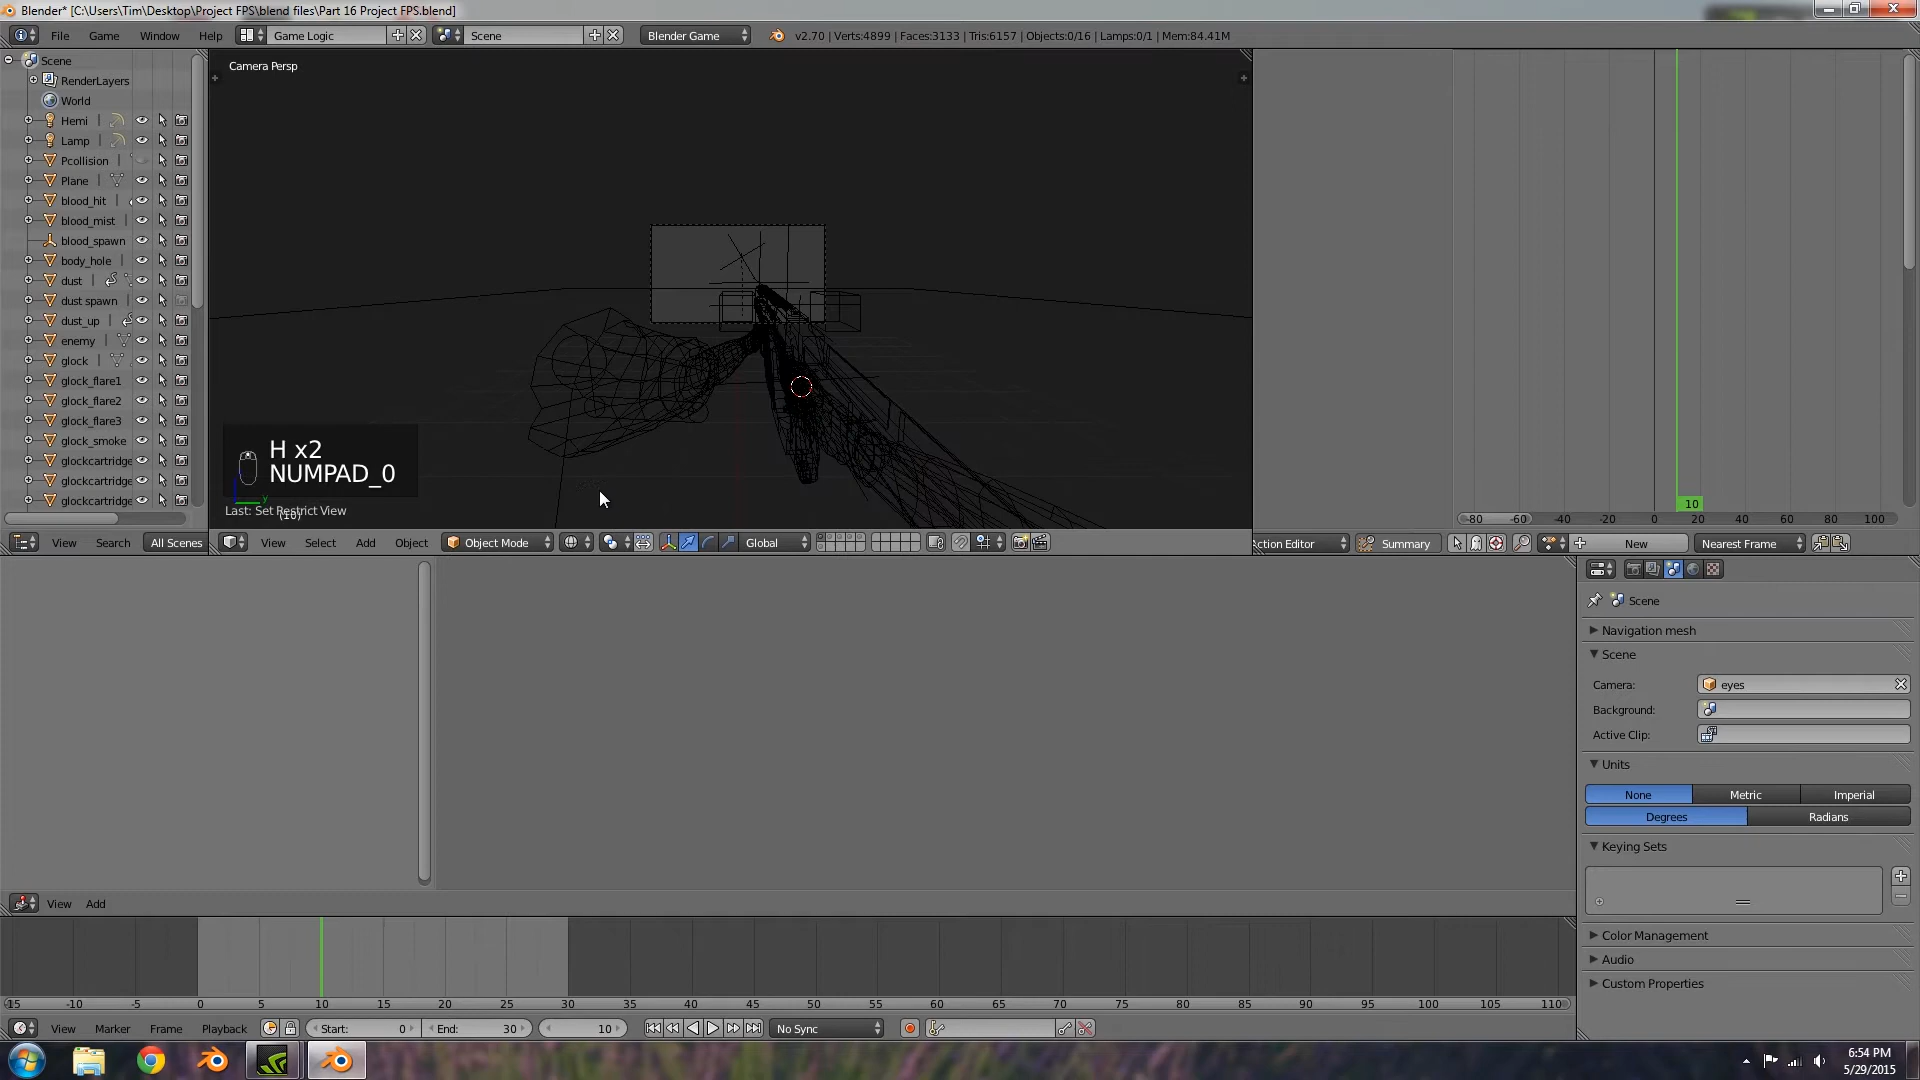 Blender* [C:\Users\Tim\Desktop\Project FPS\blend files\Part 16 Project FPS.blend]
File Game Window Help Game Logic Scene Blender Game v2.70 | Verts:4899 | Faces:3133 | Tris:6157 | Objects:0/16 | Lamps:0/1 | Mem:84.41M
Scene
RenderLayers
World
Hemi
Lamp
Pcollision
Plane
blood_hit
blood_mist
blood_spawn
body_hole
dust
dust spawn
dust_up
enemy
glock
glock_flare1
glock_flare2
glock_flare3
glock_smoke
glockcartridge
glockcartridge
glockcartridge
Camera Persp
H x2
NUMPAD_0
y
Last: Set Restrict View
(10)
10
-80 -60 -40 -20 0 20 40 60 80 100
View Search All Scenes
View Select Add Object Object Mode Global
ction Editor Summary New Nearest Frame
Scene
Navigation mesh
Scene
Camera: eyes
Background:
Active Clip:
Units
None Metric Imperial
Degrees Radians
Keying Sets
Color Management
Audio
Custom Properties
View Add
-15 -10 -5 0 5 10 15 20 25 30 35 40 45 50 55 60 65 70 75 80 85 90 95 100 105 110
View Marker Frame Playback Start: 0 End: 30 10 No Sync
6:54 PM
5/29/2015